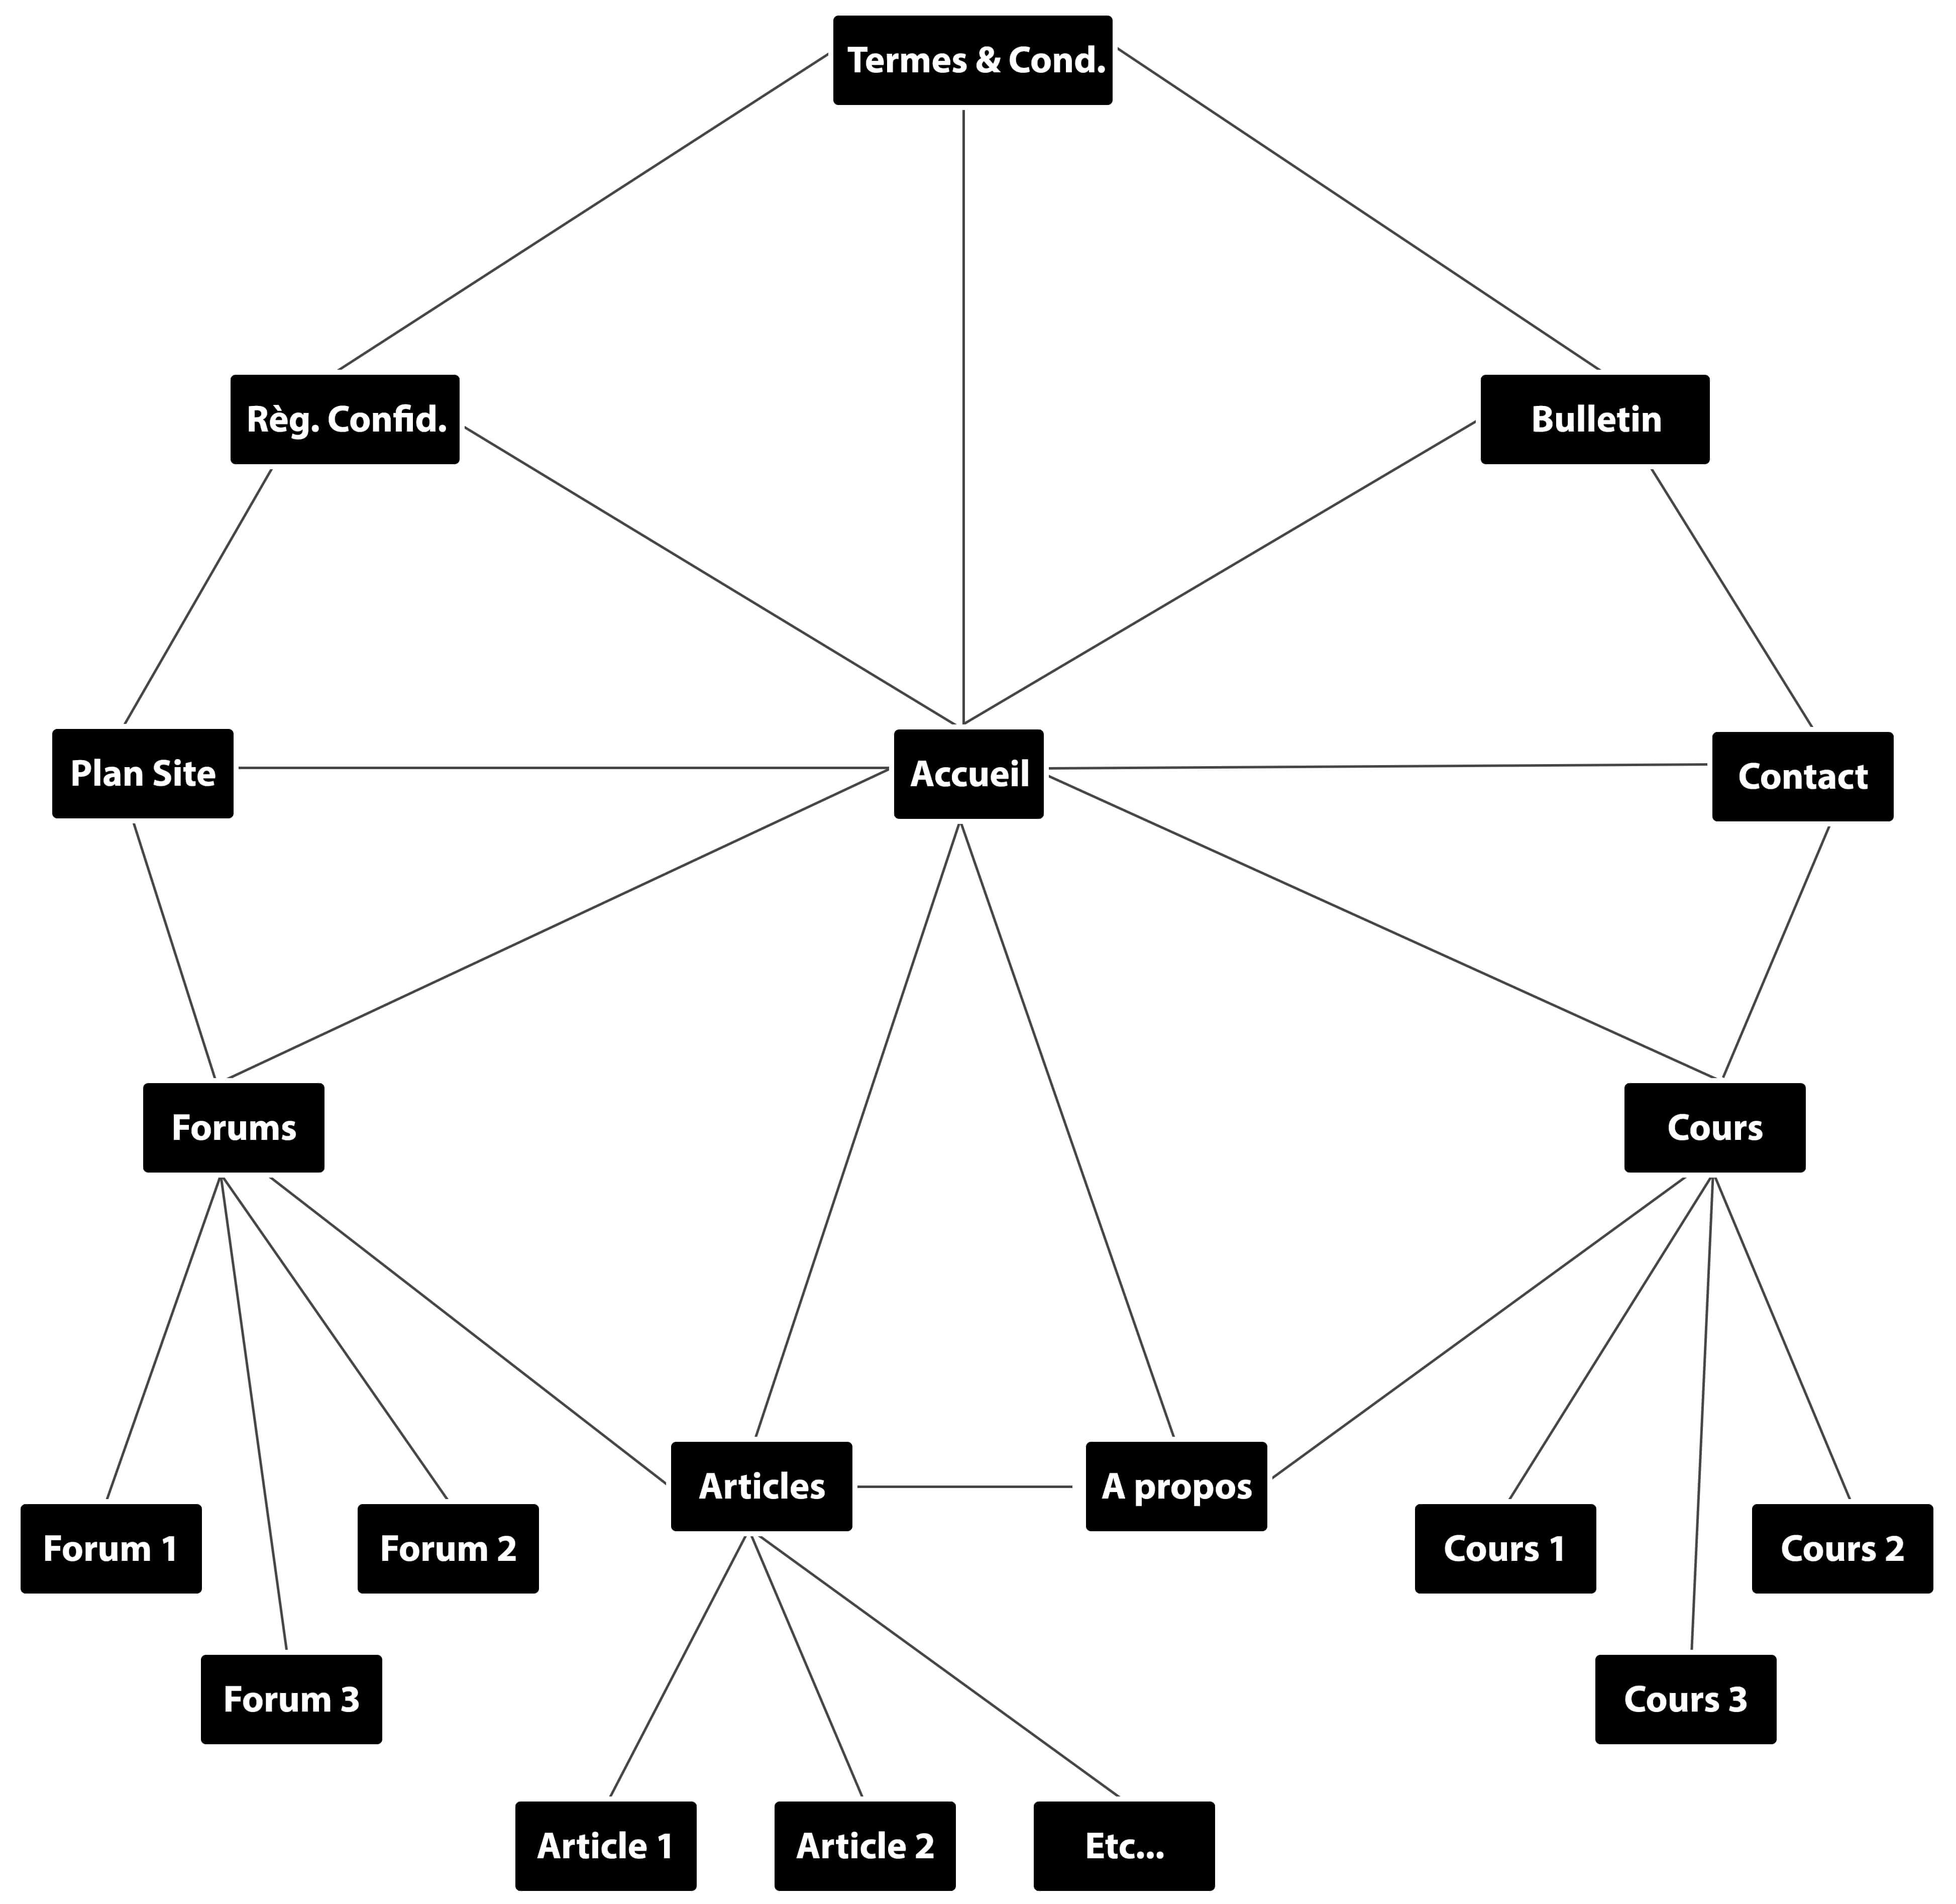 Termes & Cond.
Règ. Confid.
Bulletin
Plan Site
Accueil
Contact
Forums
Cours
Articles
A propos
Forum 1
Forum 2
Cours 1
Cours 2
Forum 3
Cours 3
Article 1
Article 2
Etc...